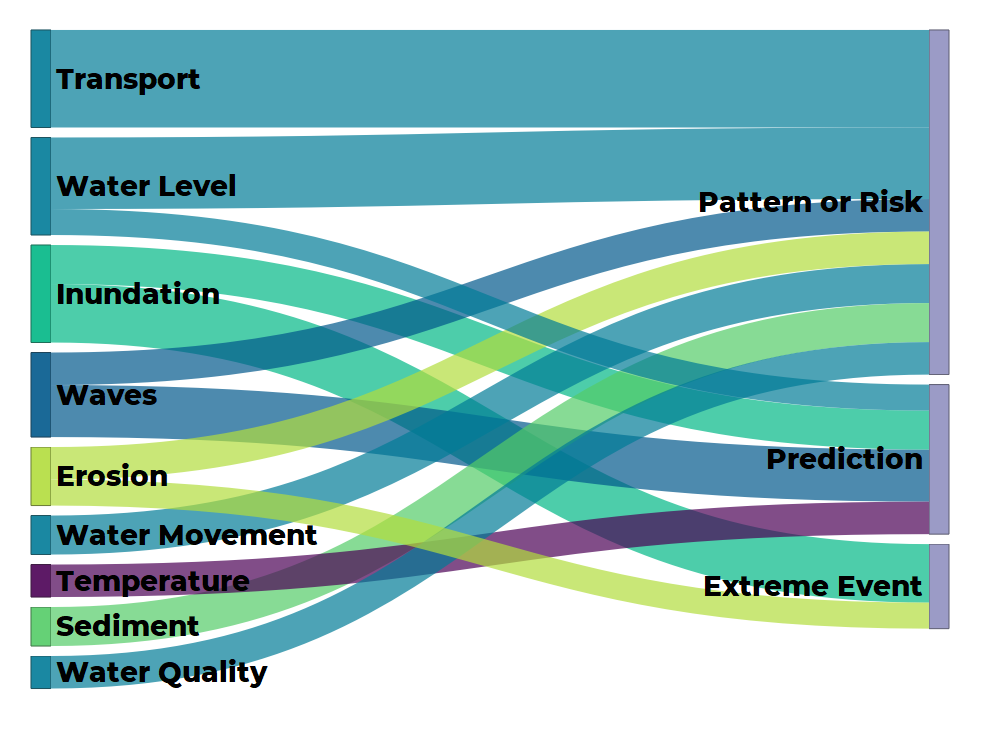 Transport
Water Level
Pattern or Risk
Inundation
Waves
Prediction
Erosion
Water Movement
Temperature
Extreme Event
Sediment
Water Quality